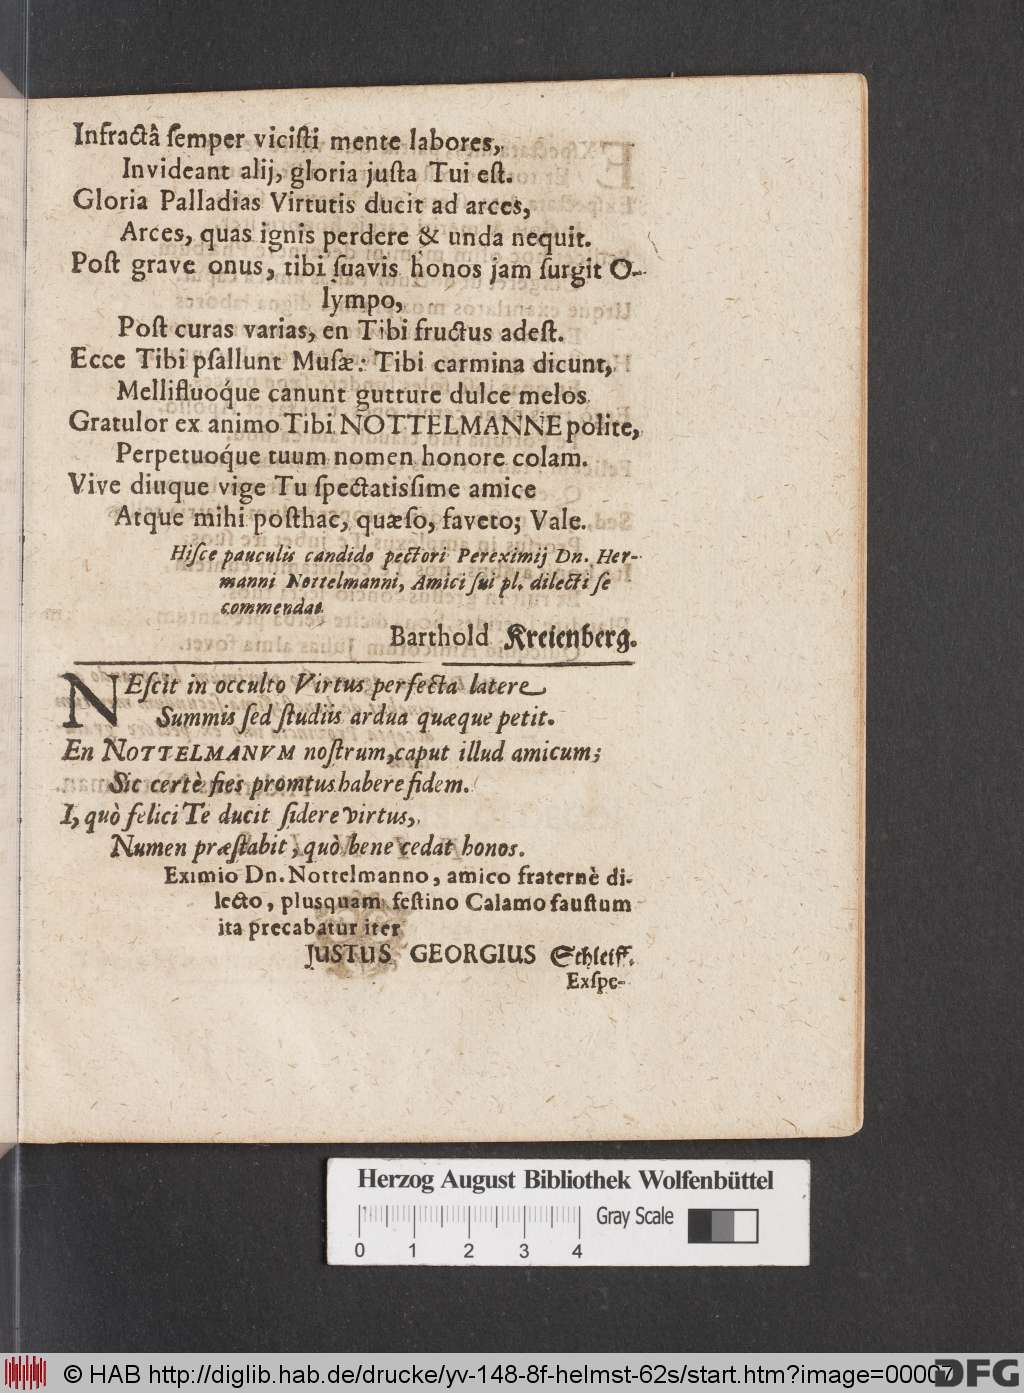 Infractâ ſemper viciſti mente labores,
Invideant alij, gloria juſta Tui eſt.
Gloria Palladias Virtutis ducit ad arces,
Arces, quas ignis perdere & unda nequit.
Poſt grave onus, tibi ſuavis honos jam ſurgit O-
lympo,
Poſt curas varias, en Tibi fructus adeſt.
Ecce Tibi pſallunt Muſæ: Tibi carmina dicunt,
Mellifluoq́ue canunt gutture dulce melos
Gratulor ex animo Tibi NOTTELMANNE polite,
Perpetuoq́ue tuum nomen honore colam.
Vive diuque vige Tu ſpectatisſime amice
Atque mihi poſthac, quæſo, faveto; Vale.
Hiſce pauculis candido pectori Pereximij Dn. Her-
manni Nottelmanni, Amici ſui pl. dilecti ſe
commendat
Barthold Kreienberg.
NEſcit in occulto Virtus perfecta latere
Summis ſed ſtudiis ardua quæque petit.
En NOTTELMANVM noſtrum, caput illud amicum;
Sic certè fies promtus habere fidem.
I, quò felici Te ducit ſidere virtus,
Numen præſtabit, quò bene cedat honos.
Eximio Dn. Nottelmanno, amico fraternè di-
lecto, plusquam feſtino Calamo fauſtum
ita precabatur iter
JUSTUS GEORGIUS Schleiff.
Exſpe-
Herzog August Bibliothek Wolfenbüttel
Gray Scale
0 1 2 3 4
© HAB http://diglib.hab.de/drucke/yv-148-8f-helmst-62s/start.htm?image=00007
DFG